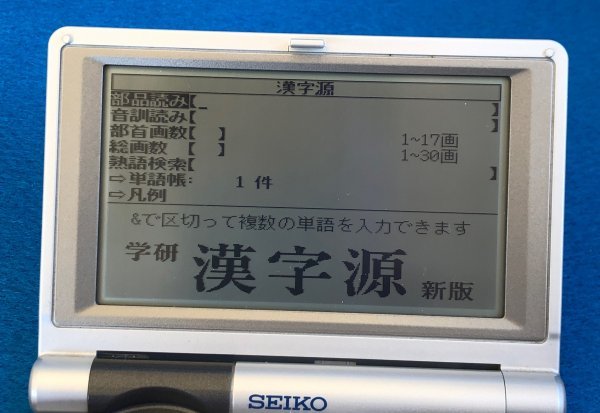 漢字源
部品読み【_ 】
音訓読み【 】
部首画数【 】 1~17画
総画数 【 】 1~30画
熟語検索【 】
⇨単語帳: 1 件
⇨凡例
&で区切って複数の単語を入力できます
学研 漢字源 新版
SEIKO